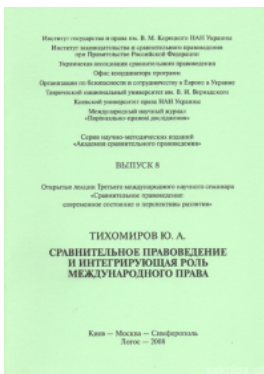 Институт государства и права им. В. М. Корецкого НАН Украины
Институт законодательства и сравнительного правоведения
при Правительстве Российской Федерации
Украинская ассоциация сравнительного правоведения
Офис координатора программ
Организации по безопасности и сотрудничеству в Европе в Украине
Таврический национальный университет им. В. И. Вернадского
Киевский университет права НАН Украины
Международный научный журнал
«Порівняльно-правові дослідження»
Серия научно-методических изданий
«Академия сравнительного правоведения»
ВЫПУСК 8
Открытые лекции Третьего международного научного семинара
«Сравнительное правоведение:
современное состояние и перспективы развития»
ТИХОМИРОВ Ю. А.
СРАВНИТЕЛЬНОЕ ПРАВОВЕДЕНИЕ
И ИНТЕГРИРУЮЩАЯ РОЛЬ
МЕЖДУНАРОДНОГО ПРАВА
Киев — Москва — Симферополь
Логос — 2008